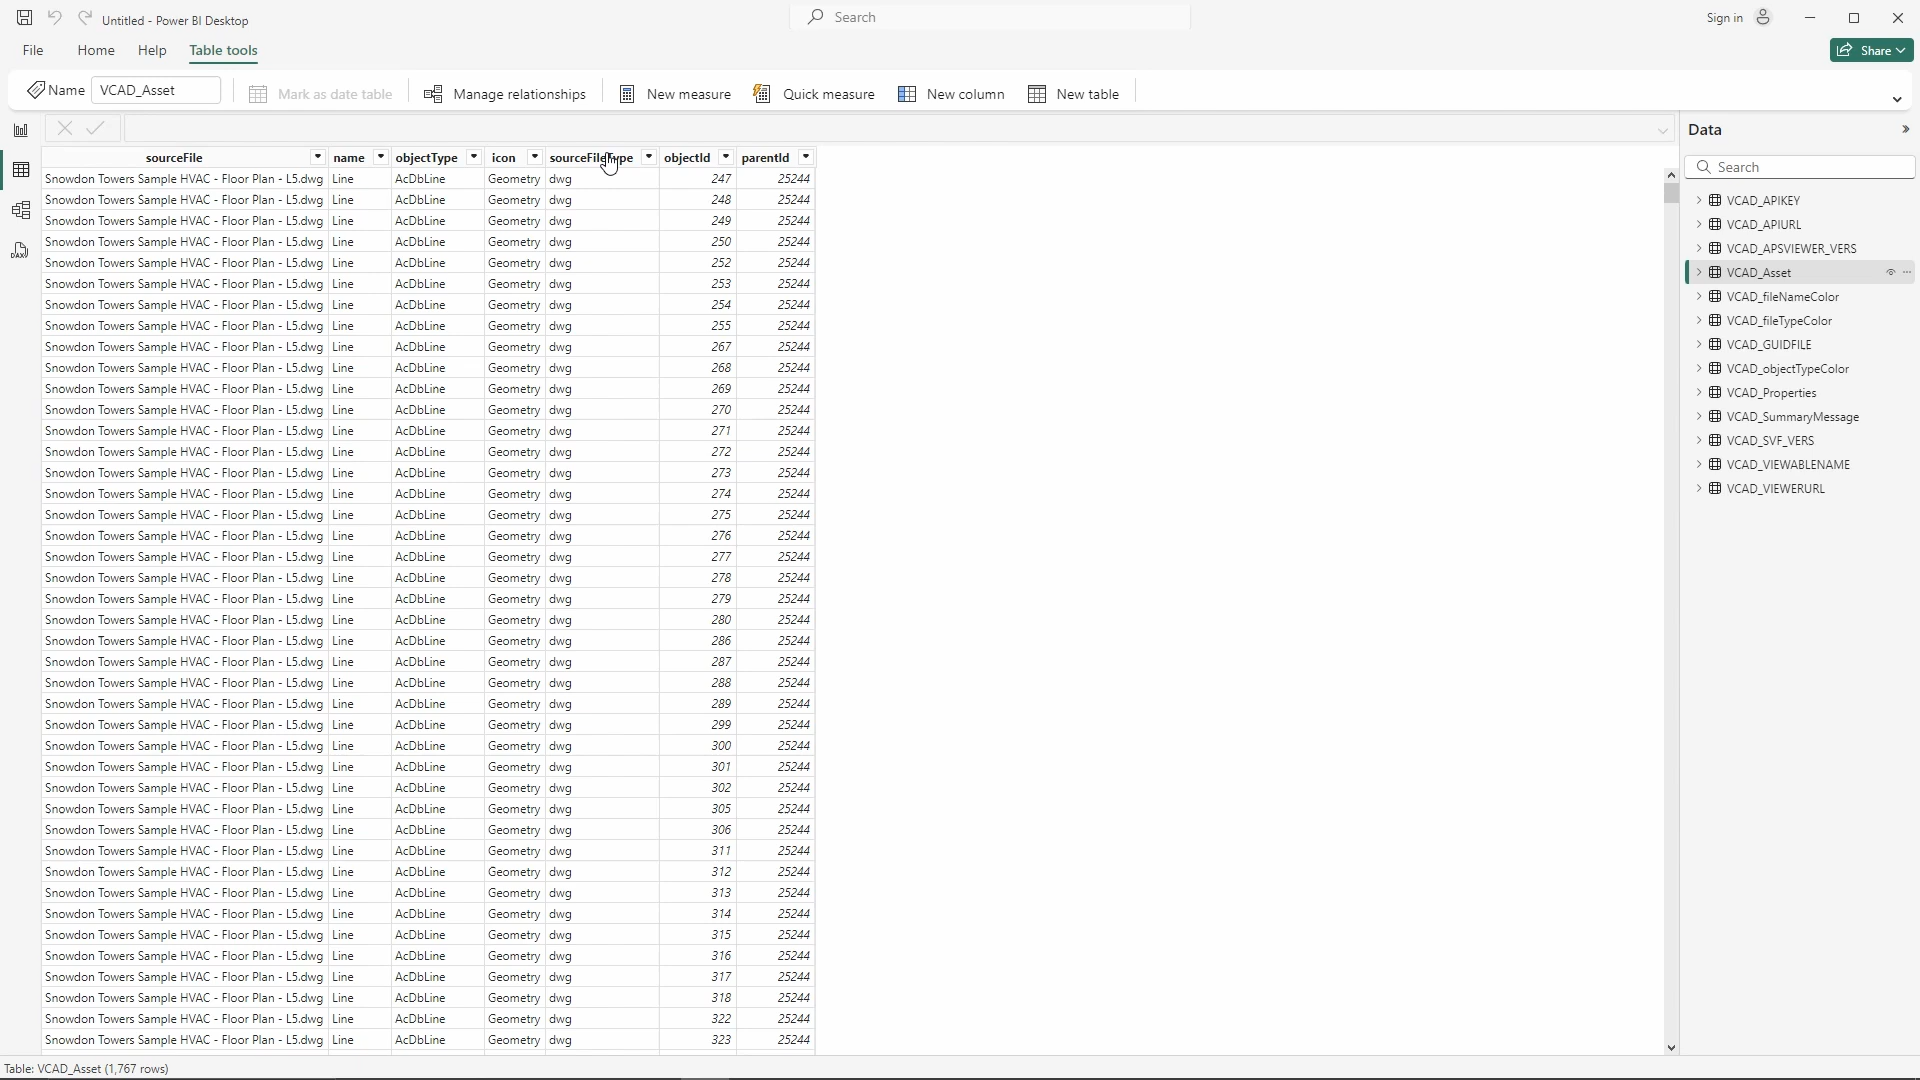 Untitled - Power BI Desktop
Search
Sign in
File Home Help Table tools
Share
Name VCAD_Asset Mark as date table Manage relationships New measure Quick measure New column New table
Data
sourceFile name objectType icon sourceFileType objectId parentId
Search
Snowdon Towers Sample HVAC - Floor Plan - L5.dwg Line AcDbLine Geometry dwg 247 25244
Snowdon Towers Sample HVAC - Floor Plan - L5.dwg Line AcDbLine Geometry dwg 248 25244
Snowdon Towers Sample HVAC - Floor Plan - L5.dwg Line AcDbLine Geometry dwg 249 25244
Snowdon Towers Sample HVAC - Floor Plan - L5.dwg Line AcDbLine Geometry dwg 250 25244
Snowdon Towers Sample HVAC - Floor Plan - L5.dwg Line AcDbLine Geometry dwg 252 25244
Snowdon Towers Sample HVAC - Floor Plan - L5.dwg Line AcDbLine Geometry dwg 253 25244
Snowdon Towers Sample HVAC - Floor Plan - L5.dwg Line AcDbLine Geometry dwg 254 25244
Snowdon Towers Sample HVAC - Floor Plan - L5.dwg Line AcDbLine Geometry dwg 255 25244
Snowdon Towers Sample HVAC - Floor Plan - L5.dwg Line AcDbLine Geometry dwg 267 25244
Snowdon Towers Sample HVAC - Floor Plan - L5.dwg Line AcDbLine Geometry dwg 268 25244
Snowdon Towers Sample HVAC - Floor Plan - L5.dwg Line AcDbLine Geometry dwg 269 25244
Snowdon Towers Sample HVAC - Floor Plan - L5.dwg Line AcDbLine Geometry dwg 270 25244
Snowdon Towers Sample HVAC - Floor Plan - L5.dwg Line AcDbLine Geometry dwg 271 25244
Snowdon Towers Sample HVAC - Floor Plan - L5.dwg Line AcDbLine Geometry dwg 272 25244
Snowdon Towers Sample HVAC - Floor Plan - L5.dwg Line AcDbLine Geometry dwg 273 25244
Snowdon Towers Sample HVAC - Floor Plan - L5.dwg Line AcDbLine Geometry dwg 274 25244
Snowdon Towers Sample HVAC - Floor Plan - L5.dwg Line AcDbLine Geometry dwg 275 25244
Snowdon Towers Sample HVAC - Floor Plan - L5.dwg Line AcDbLine Geometry dwg 276 25244
Snowdon Towers Sample HVAC - Floor Plan - L5.dwg Line AcDbLine Geometry dwg 277 25244
Snowdon Towers Sample HVAC - Floor Plan - L5.dwg Line AcDbLine Geometry dwg 278 25244
Snowdon Towers Sample HVAC - Floor Plan - L5.dwg Line AcDbLine Geometry dwg 279 25244
Snowdon Towers Sample HVAC - Floor Plan - L5.dwg Line AcDbLine Geometry dwg 280 25244
Snowdon Towers Sample HVAC - Floor Plan - L5.dwg Line AcDbLine Geometry dwg 286 25244
Snowdon Towers Sample HVAC - Floor Plan - L5.dwg Line AcDbLine Geometry dwg 287 25244
Snowdon Towers Sample HVAC - Floor Plan - L5.dwg Line AcDbLine Geometry dwg 288 25244
Snowdon Towers Sample HVAC - Floor Plan - L5.dwg Line AcDbLine Geometry dwg 289 25244
Snowdon Towers Sample HVAC - Floor Plan - L5.dwg Line AcDbLine Geometry dwg 299 25244
Snowdon Towers Sample HVAC - Floor Plan - L5.dwg Line AcDbLine Geometry dwg 300 25244
Snowdon Towers Sample HVAC - Floor Plan - L5.dwg Line AcDbLine Geometry dwg 301 25244
Snowdon Towers Sample HVAC - Floor Plan - L5.dwg Line AcDbLine Geometry dwg 302 25244
Snowdon Towers Sample HVAC - Floor Plan - L5.dwg Line AcDbLine Geometry dwg 305 25244
Snowdon Towers Sample HVAC - Floor Plan - L5.dwg Line AcDbLine Geometry dwg 306 25244
Snowdon Towers Sample HVAC - Floor Plan - L5.dwg Line AcDbLine Geometry dwg 311 25244
Snowdon Towers Sample HVAC - Floor Plan - L5.dwg Line AcDbLine Geometry dwg 312 25244
Snowdon Towers Sample HVAC - Floor Plan - L5.dwg Line AcDbLine Geometry dwg 313 25244
Snowdon Towers Sample HVAC - Floor Plan - L5.dwg Line AcDbLine Geometry dwg 314 25244
Snowdon Towers Sample HVAC - Floor Plan - L5.dwg Line AcDbLine Geometry dwg 315 25244
Snowdon Towers Sample HVAC - Floor Plan - L5.dwg Line AcDbLine Geometry dwg 316 25244
Snowdon Towers Sample HVAC - Floor Plan - L5.dwg Line AcDbLine Geometry dwg 317 25244
Snowdon Towers Sample HVAC - Floor Plan - L5.dwg Line AcDbLine Geometry dwg 318 25244
Snowdon Towers Sample HVAC - Floor Plan - L5.dwg Line AcDbLine Geometry dwg 322 25244
Snowdon Towers Sample HVAC - Floor Plan - L5.dwg Line AcDbLine Geometry dwg 323 25244
VCAD_APIKEY
VCAD_APIURL
VCAD_APSVIEWER_VERS
VCAD_Asset
VCAD_fileNameColor
VCAD_fileTypeColor
VCAD_GUIDFILE
VCAD_objectTypeColor
VCAD_Properties
VCAD_SummaryMessage
VCAD_SVF_VERS
VCAD_VIEWABLENAME
VCAD_VIEWERURL
DAX
Table: VCAD_Asset (1,767 rows)